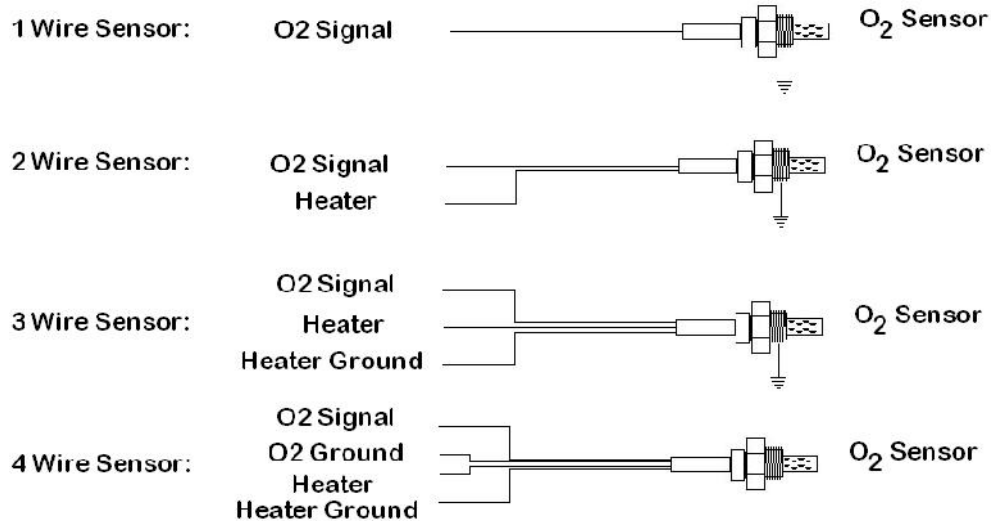 1 Wire Sensor: O2 Signal O2 Sensor
2 Wire Sensor: O2 Signal O2 Sensor
Heater
O2 Signal
3 Wire Sensor: Heater O2 Sensor
Heater Ground
O2 Signal
O2 Ground O2 Sensor
4 Wire Sensor:
Heater
Heater Ground